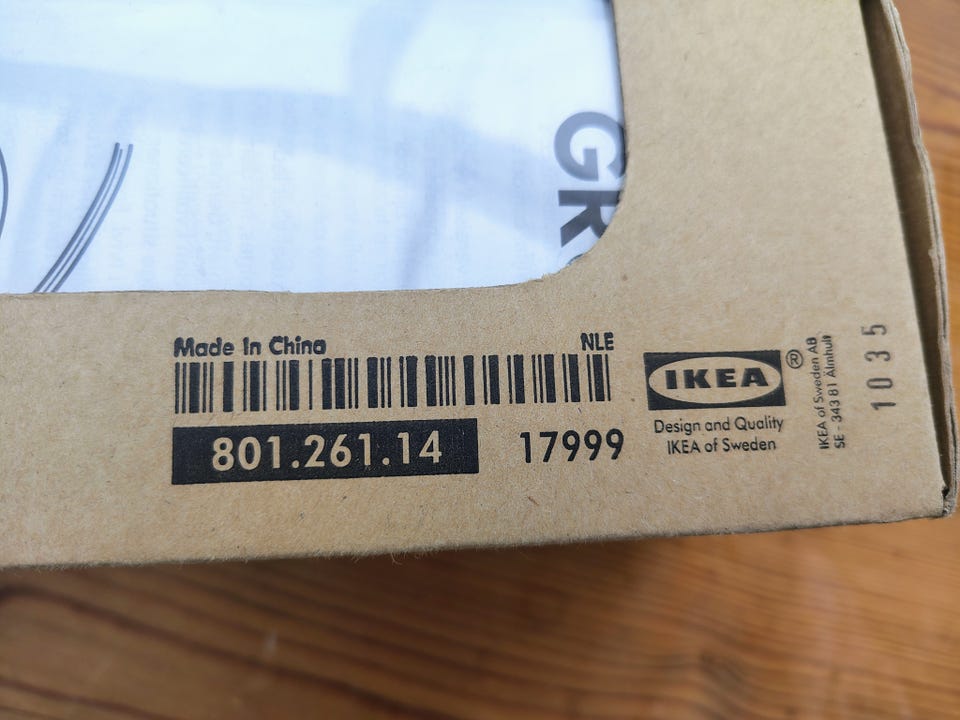 GR
Made in China
NLE
801.261.14
17999
IKEA®
Design and Quality
IKEA of Sweden
IKEA of Sweden AB
SE - 343 81 Älmhult
1035